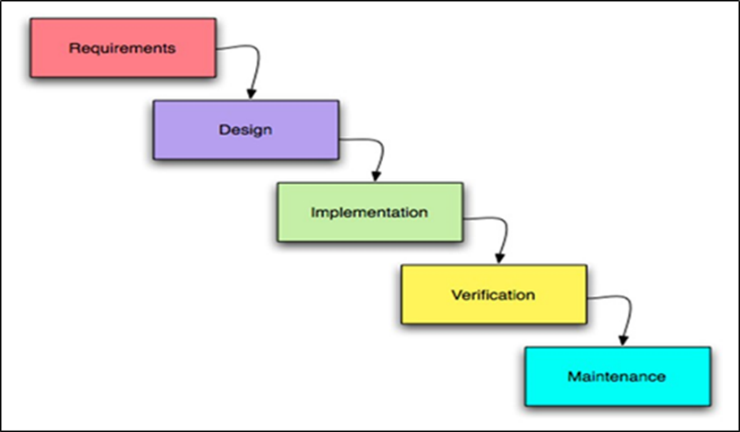 Requirements
Design
Implementation
Verification
Maintenance